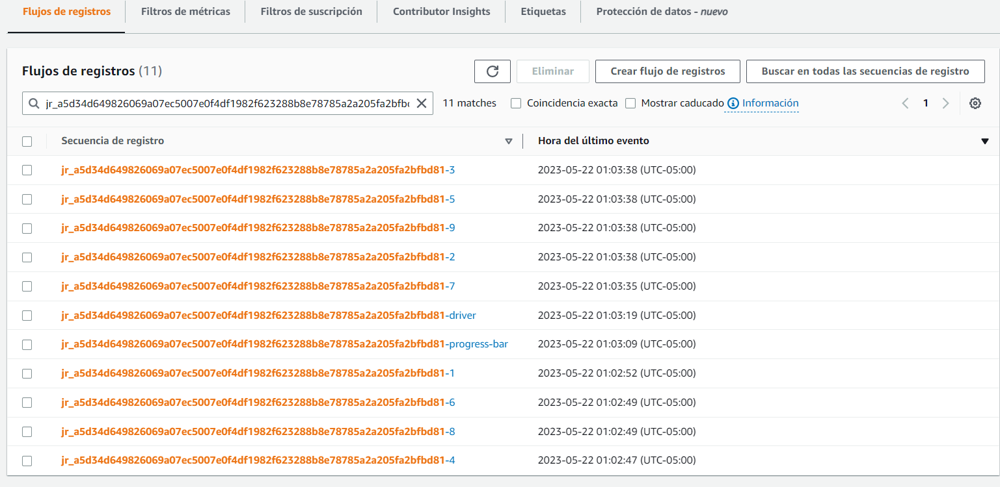 Flujos de registros Filtros de métricas Filtros de suscripción Contributor Insights Etiquetas Protección de datos - nuevo
Flujos de registros (11) Eliminar Crear flujo de registros Buscar en todas las secuencias de registro
jr_a5d34d649826069a07ec5007e0f4df1982f623288b8e78785a2a205fa2bfb 11 matches Coincidencia exacta Mostrar caducado Información 1
Secuencia de registro Hora del último evento
jr_a5d34d649826069a07ec5007e0f4df1982f623288b8e78785a2a205fa2bfbd81-3 2023-05-22 01:03:38 (UTC-05:00)
jr_a5d34d649826069a07ec5007e0f4df1982f623288b8e78785a2a205fa2bfbd81-5 2023-05-22 01:03:38 (UTC-05:00)
jr_a5d34d649826069a07ec5007e0f4df1982f623288b8e78785a2a205fa2bfbd81-9 2023-05-22 01:03:38 (UTC-05:00)
jr_a5d34d649826069a07ec5007e0f4df1982f623288b8e78785a2a205fa2bfbd81-2 2023-05-22 01:03:38 (UTC-05:00)
jr_a5d34d649826069a07ec5007e0f4df1982f623288b8e78785a2a205fa2bfbd81-7 2023-05-22 01:03:35 (UTC-05:00)
jr_a5d34d649826069a07ec5007e0f4df1982f623288b8e78785a2a205fa2bfbd81-driver 2023-05-22 01:03:19 (UTC-05:00)
jr_a5d34d649826069a07ec5007e0f4df1982f623288b8e78785a2a205fa2bfbd81-progress-bar 2023-05-22 01:03:09 (UTC-05:00)
jr_a5d34d649826069a07ec5007e0f4df1982f623288b8e78785a2a205fa2bfbd81-1 2023-05-22 01:02:52 (UTC-05:00)
jr_a5d34d649826069a07ec5007e0f4df1982f623288b8e78785a2a205fa2bfbd81-6 2023-05-22 01:02:49 (UTC-05:00)
jr_a5d34d649826069a07ec5007e0f4df1982f623288b8e78785a2a205fa2bfbd81-8 2023-05-22 01:02:49 (UTC-05:00)
jr_a5d34d649826069a07ec5007e0f4df1982f623288b8e78785a2a205fa2bfbd81-4 2023-05-22 01:02:47 (UTC-05:00)